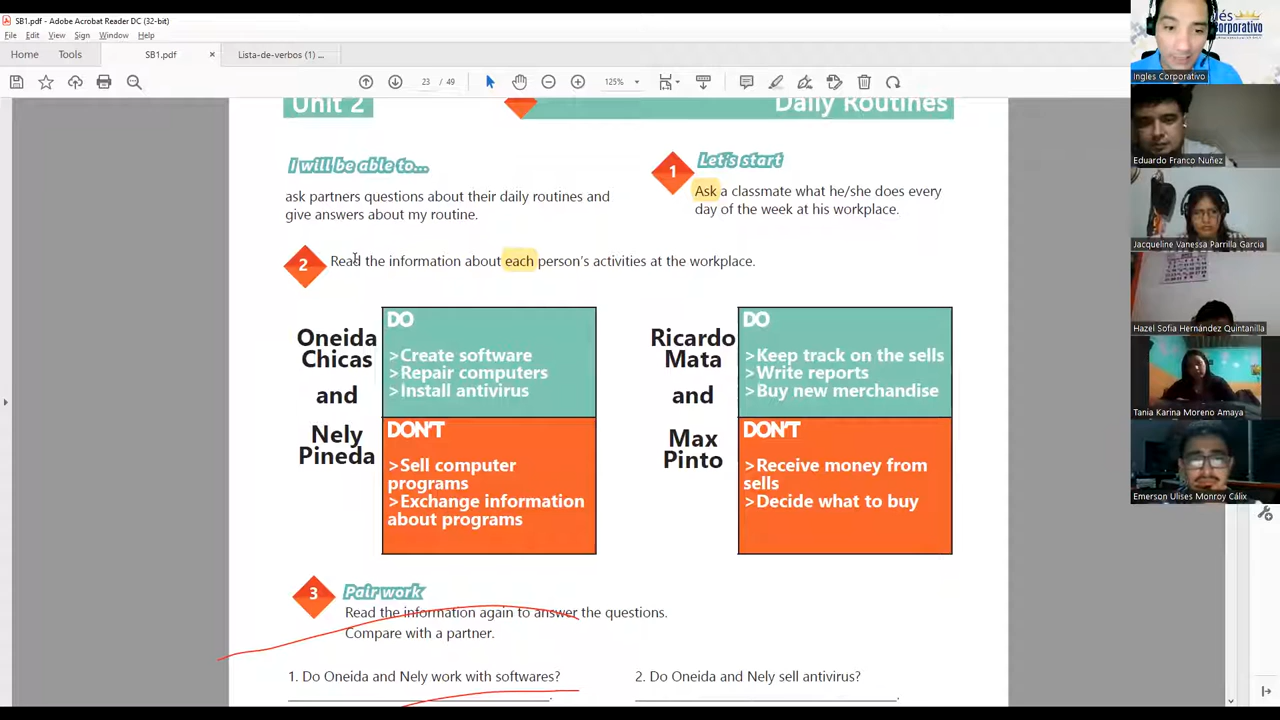 SB1.pdf - Adobe Acrobat Reader DC (32-bit)
File Edit View Sign Window Help
Home Tools SB1.pdf × Lista-de-verbos (1) ...
23 / 49 125%
Unit 2 Daily Routines
I will be able to...
ask partners questions about their daily routines and
give answers about my routine.
1 Let's start
Ask a classmate what he/she does every
day of the week at his workplace.
2 Read the information about each person's activities at the workplace.
Oneida
Chicas
and
Nely
Pineda
DO
>Create software
>Repair computers
>Install antivirus
DON'T
>Sell computer
programs
>Exchange information
about programs
Ricardo
Mata
and
Max
Pinto
DO
>Keep track on the sells
>Write reports
>Buy new merchandise
DON'T
>Receive money from
sells
>Decide what to buy
3 Pair work
Read the information again to answer the questions.
Compare with a partner.
1. Do Oneida and Nely work with softwares?
2. Do Oneida and Nely sell antivirus?
és
Corporativo
Ingles Corporativo
Eduardo Franco Nuñez
Jacqueline Vanessa Parrilla Garcia
Hazel Sofia Hernández Quintanilla
Tania Karina Moreno Amaya
Emerson Ulises Monroy Cálix